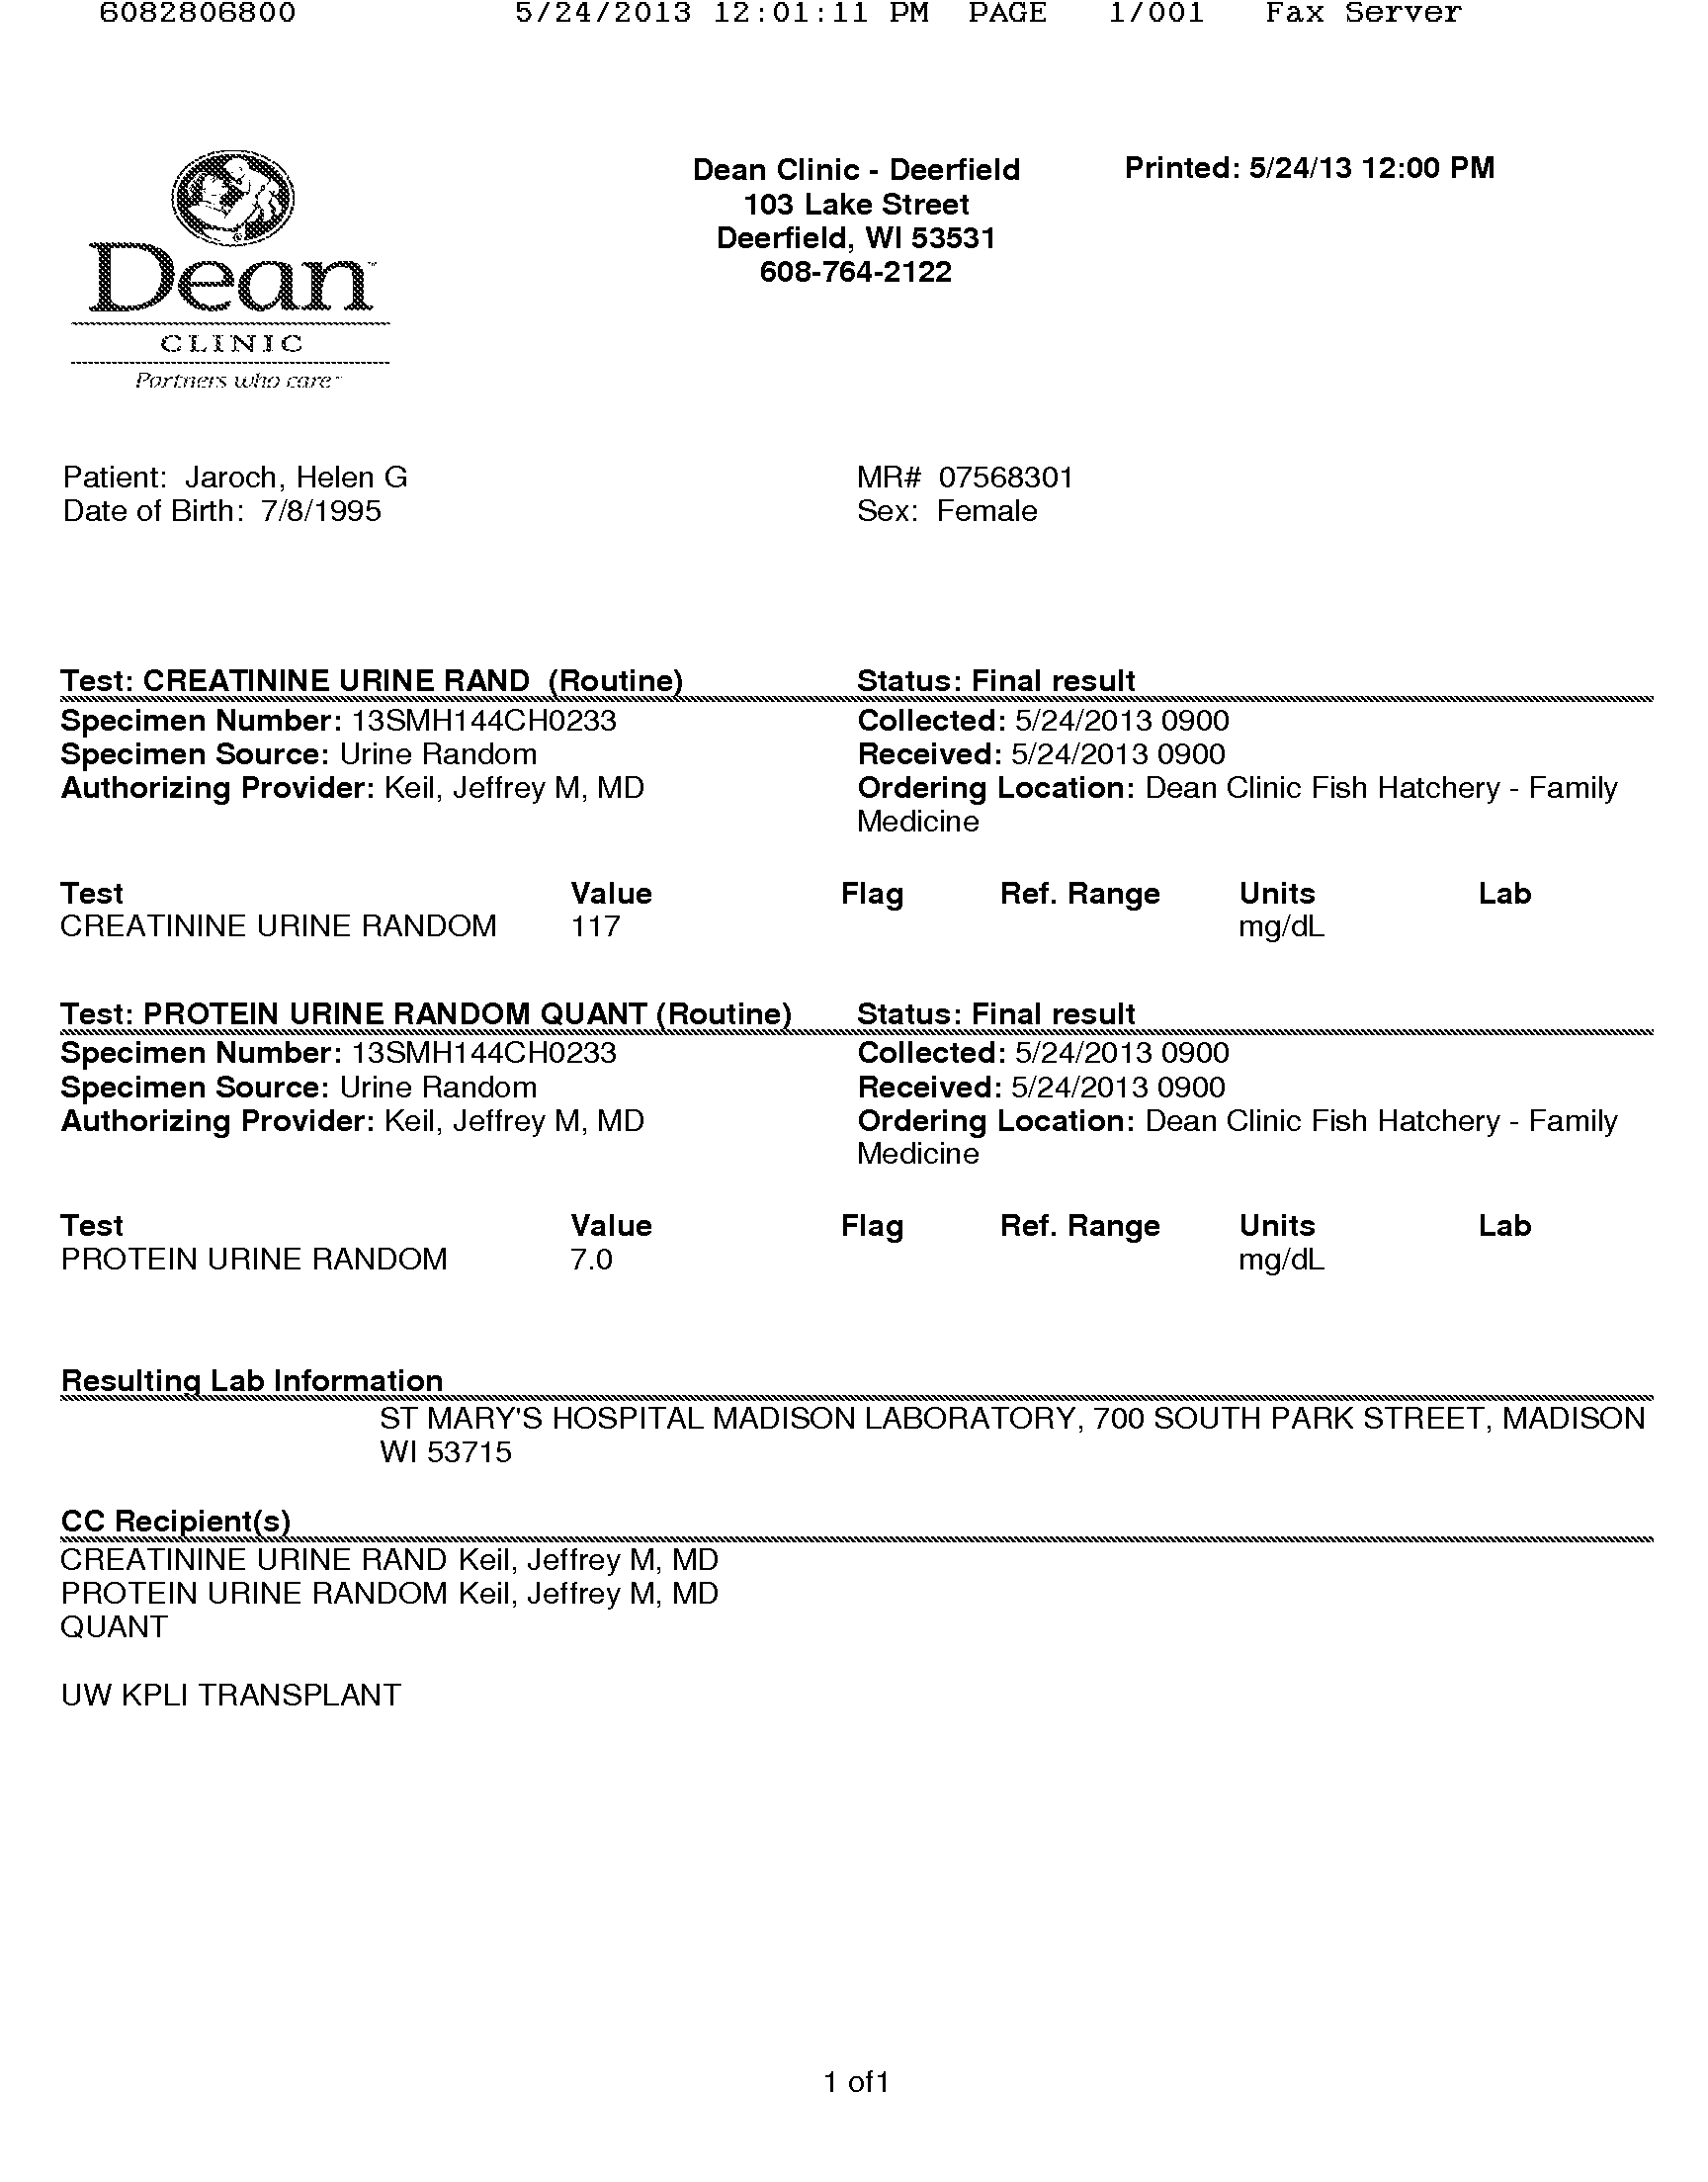 6082806800 5/24/2013 12:01:11 PM PAGE 1/001 Fax Server
Dean Clinic - Deerfield Printed: 5/24/13 12:00 PM
103 Lake Street
Deerfield, WI 53531
608-764-2122
Dean
CLINIC
Partners who care
Patient: Jaroch, Helen G MR# 07568301
Date of Birth: 7/8/1995 Sex: Female
Test: CREATININE URINE RAND (Routine) Status: Final result
Specimen Number: 13SMH144CH0233 Collected: 5/24/2013 0900
Specimen Source: Urine Random Received: 5/24/2013 0900
Authorizing Provider: Keil, Jeffrey M, MD Ordering Location: Dean Clinic Fish Hatchery - Family
Medicine
Test Value Flag Ref. Range Units Lab
CREATININE URINE RANDOM 117 mg/dL
Test: PROTEIN URINE RANDOM QUANT (Routine) Status: Final result
Specimen Number: 13SMH144CH0233 Collected: 5/24/2013 0900
Specimen Source: Urine Random Received: 5/24/2013 0900
Authorizing Provider: Keil, Jeffrey M, MD Ordering Location: Dean Clinic Fish Hatchery - Family
Medicine
Test Value Flag Ref. Range Units Lab
PROTEIN URINE RANDOM 7.0 mg/dL
Resulting Lab Information
ST MARY'S HOSPITAL MADISON LABORATORY, 700 SOUTH PARK STREET, MADISON
WI 53715
CC Recipient(s)
CREATININE URINE RAND Keil, Jeffrey M, MD
PROTEIN URINE RANDOM Keil, Jeffrey M, MD
QUANT
UW KPLI TRANSPLANT
1 of1